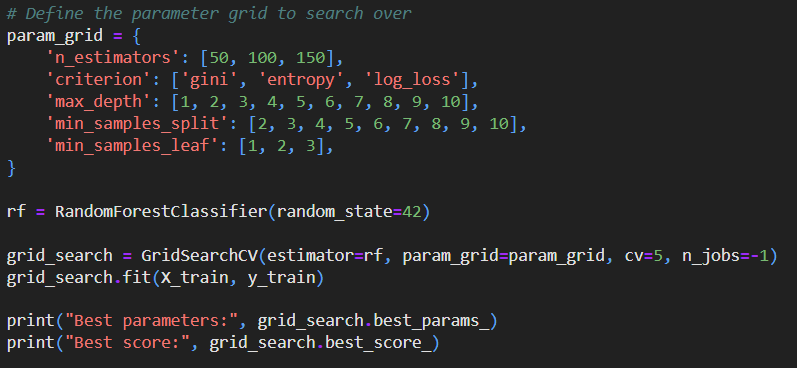 # Define the parameter grid to search over
param_grid = {
    'n_estimators': [50, 100, 150],
    'criterion': ['gini', 'entropy', 'log_loss'],
    'max_depth': [1, 2, 3, 4, 5, 6, 7, 8, 9, 10],
    'min_samples_split': [2, 3, 4, 5, 6, 7, 8, 9, 10],
    'min_samples_leaf': [1, 2, 3],
}
rf = RandomForestClassifier(random_state=42)
grid_search = GridSearchCV(estimator=rf, param_grid=param_grid, cv=5, n_jobs=-1)
grid_search.fit(X_train, y_train)
print("Best parameters:", grid_search.best_params_)
print("Best score:", grid_search.best_score_)